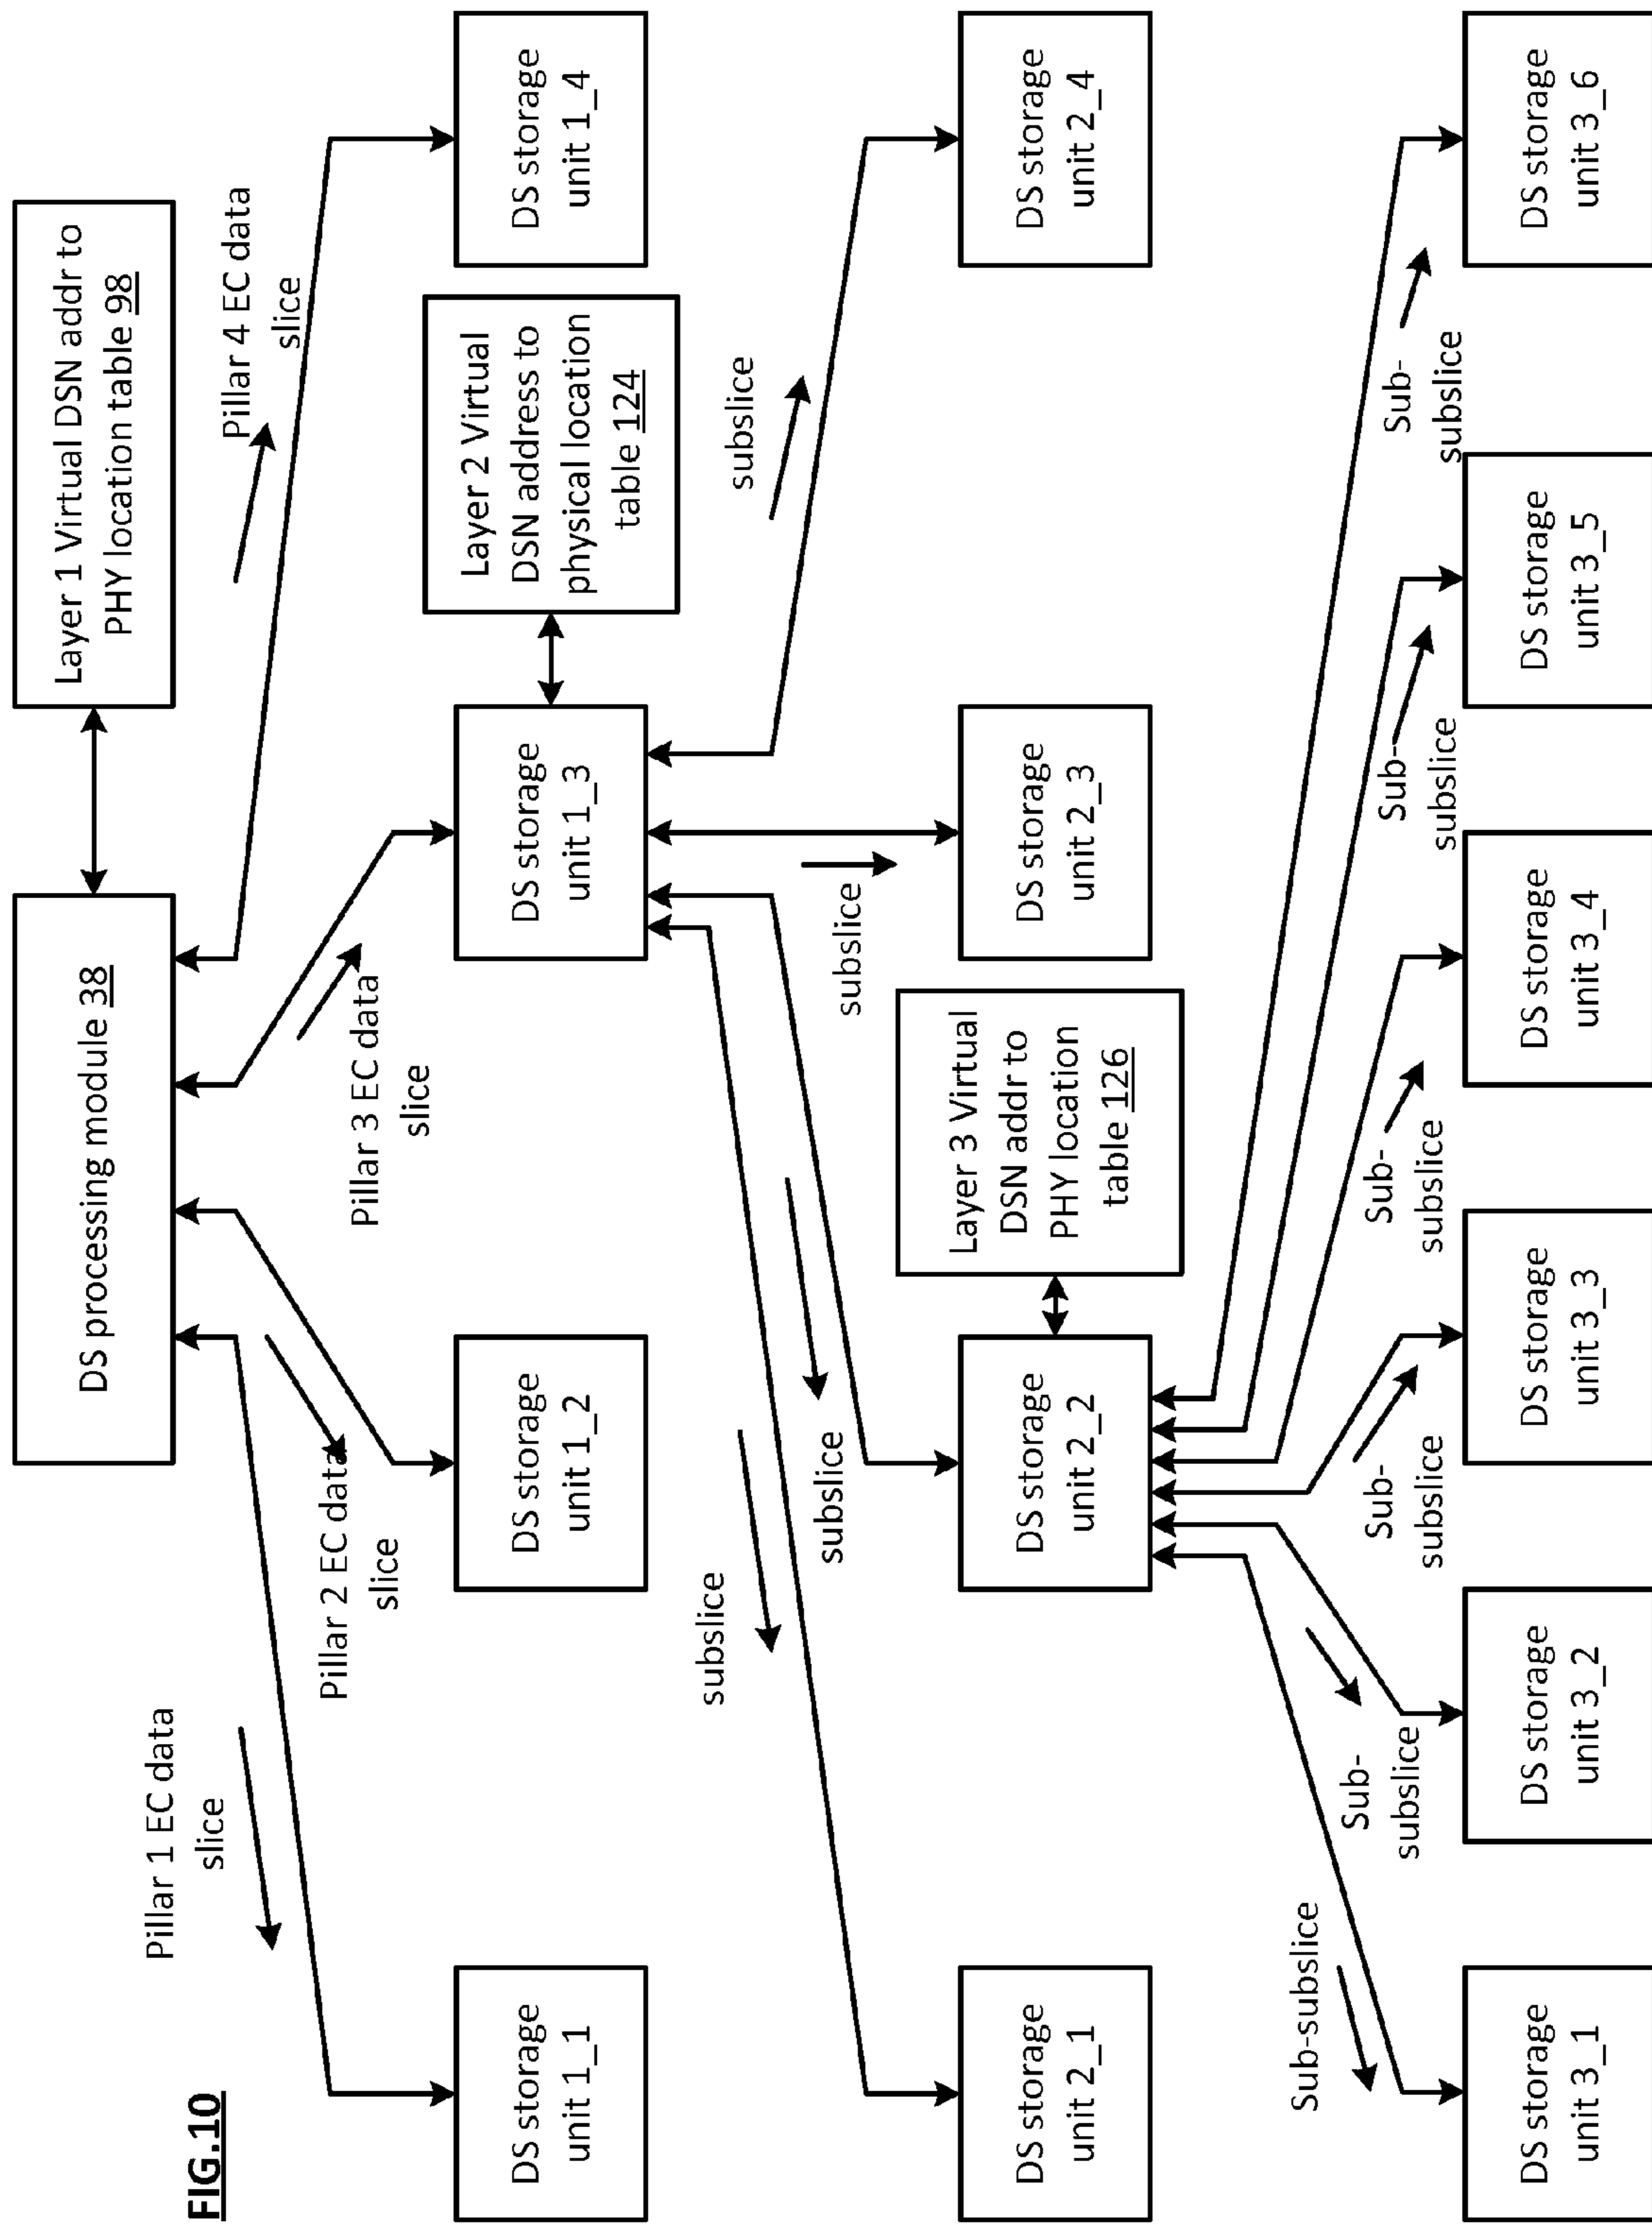 FIG.10
DS processing module 38
Layer 1 Virtual DSN addr to
PHY location table 98
Pillar 1 EC data
slice
Pillar 2 EC data
slice
Pillar 3 EC data
slice
Pillar 4 EC data
slice
DS storage
unit 1_1
DS storage
unit 1_2
DS storage
unit 1_3
Layer 2 Virtual
DSN address to
physical location
table 124
DS storage
unit 1_4
subslice
subslice
subslice
subslice
DS storage
unit 2_1
DS storage
unit 2_2
Layer 3 Virtual
DSN addr to
PHY location
table 126
DS storage
unit 2_3
DS storage
unit 2_4
Sub-subslice
Sub-
subslice
Sub-
subslice
Sub-
subslice
Sub-
subslice
Sub-
subslice
DS storage
unit 3_1
DS storage
unit 3_2
DS storage
unit 3_3
DS storage
unit 3_4
DS storage
unit 3_5
DS storage
unit 3_6